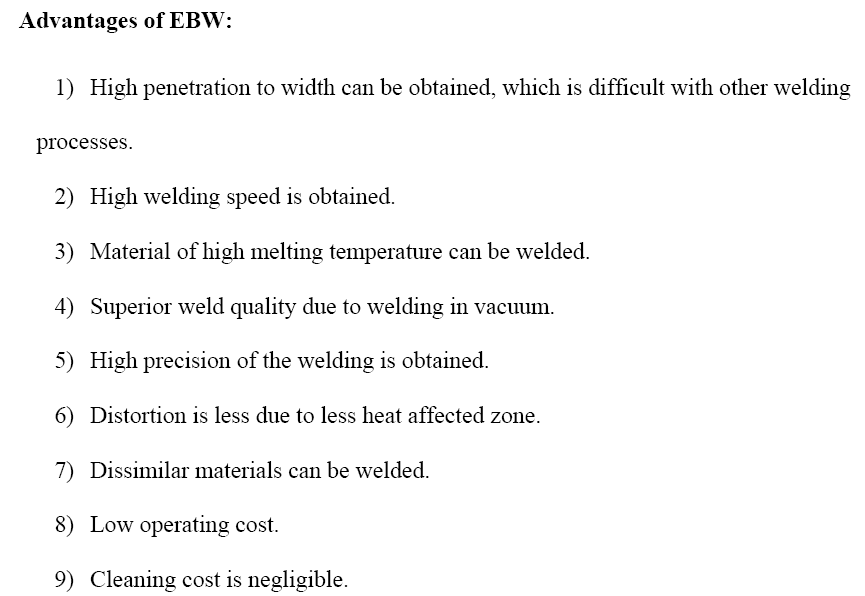 Advantages of EBW:
1) High penetration to width can be obtained, which is difficult with other welding
processes.
2) High welding speed is obtained.
3) Material of high melting temperature can be welded.
4) Superior weld quality due to welding in vacuum.
5) High precision of the welding is obtained.
6) Distortion is less due to less heat affected zone.
7) Dissimilar materials can be welded.
8) Low operating cost.
9) Cleaning cost is negligible.